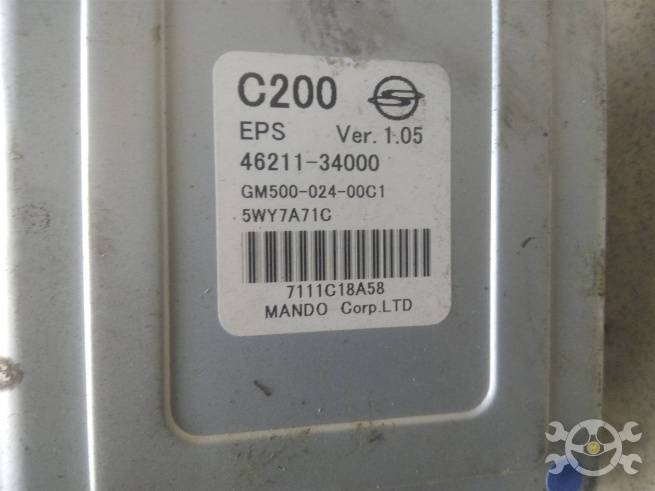 C200
EPS Ver. 1.05
46211-34000
GM500-024-00C1
5WY7A71C
7111C18A58
MANDO Corp.LTD